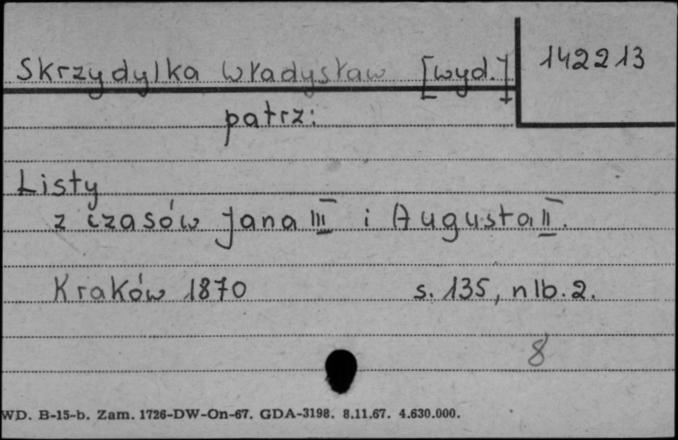 Skrzydylka Władysław [wyd.] 142213
patrz:
Listy
z czasów Jana III i Augusta II.
Kraków 1870 s. 135, nlb. 2.
8
WD. B-15-b. Zam. 1726-DW-On-67. GDA-3198. 8.11.67. 4.630.000.